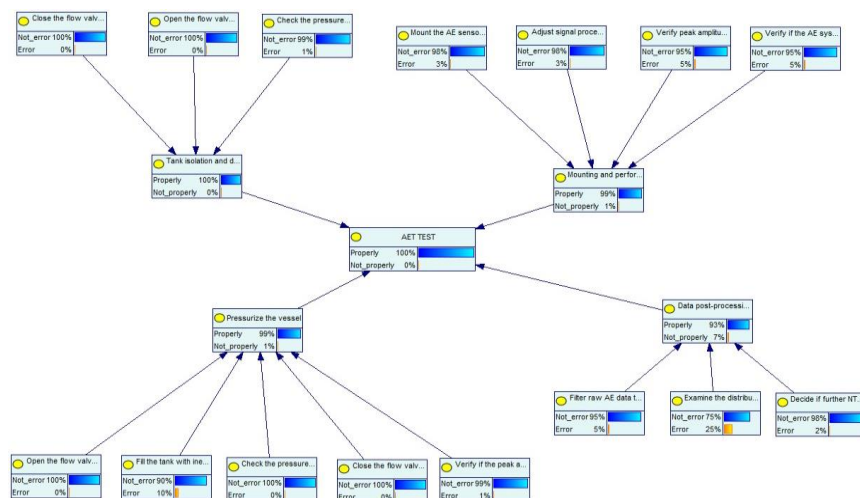 Close the flow valv...
Not_error 100%
Error 0%
Open the flow valv...
Not_error 100%
Error 0%
Check the pressure...
Not_error 99%
Error 1%
Mount the AE senso...
Not_error 98%
Error 3%
Adjust signal proce...
Not_error 98%
Error 3%
Verify peak amplitu...
Not_error 95%
Error 5%
Verify if the AE sys...
Not_error 95%
Error 5%
Tank isolation and d...
Properly 100%
Not_properly 0%
Mounting and perfor...
Properly 99%
Not_properly 1%
AET TEST
Properly 100%
Not_properly 0%
Pressurize the vessel
Properly 99%
Not_properly 1%
Data post-processi...
Properly 93%
Not_properly 7%
Filter raw AE data t...
Not_error 95%
Error 5%
Examine the distribu...
Not_error 75%
Error 25%
Decide if further NT...
Not_error 98%
Error 2%
Open the flow valv...
Not_error 100%
Error 0%
Fill the tank with ine...
Not_error 90%
Error 10%
Check the pressure...
Not_error 100%
Error 0%
Close the flow valv...
Not_error 100%
Error 0%
Verify if the peak a...
Not_error 99%
Error 1%